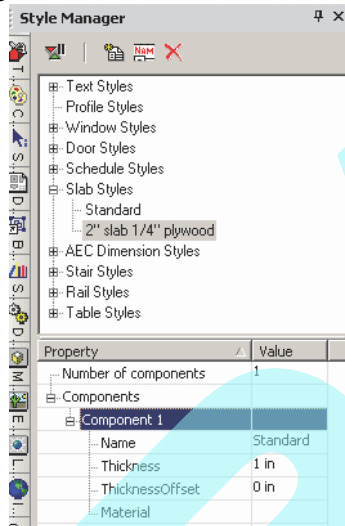 Style Manager
NAM
Text Styles
Profile Styles
Window Styles
Door Styles
Schedule Styles
Slab Styles
Standard
2" slab 1/4" plywood
AEC Dimension Styles
Stair Styles
Rail Styles
Table Styles
Property Value
Number of components 1
Components
Component 1
Name Standard
Thickness 1 in
ThicknessOffset 0 in
Material
T...
C...
S...
D...
B...
S...
D...
M...
E...
L...
I...